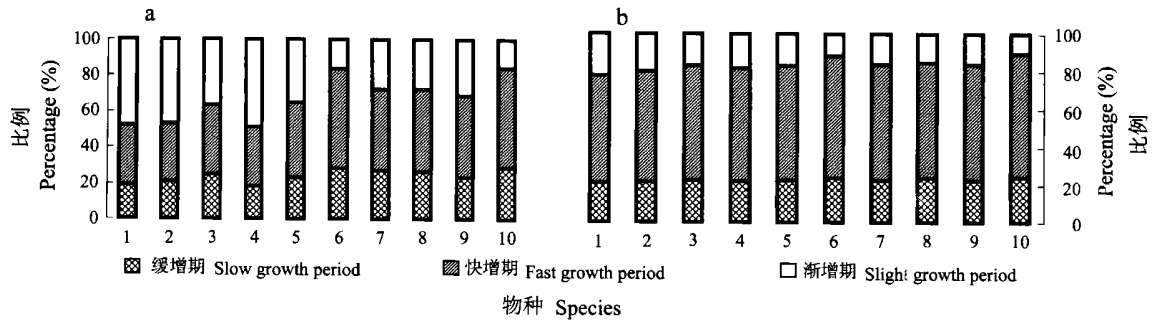 a
b
100
80
60
40
20
0
比例
Percentage (%)
1 2 3 4 5 6 7 8 9 10
1 2 3 4 5 6 7 8 9 10
100
80
60
40
20
0
Percentage (%)
比例
缓增期 Slow growth period 快增期 Fast growth period 渐增期 Slight growth period
物种 Species